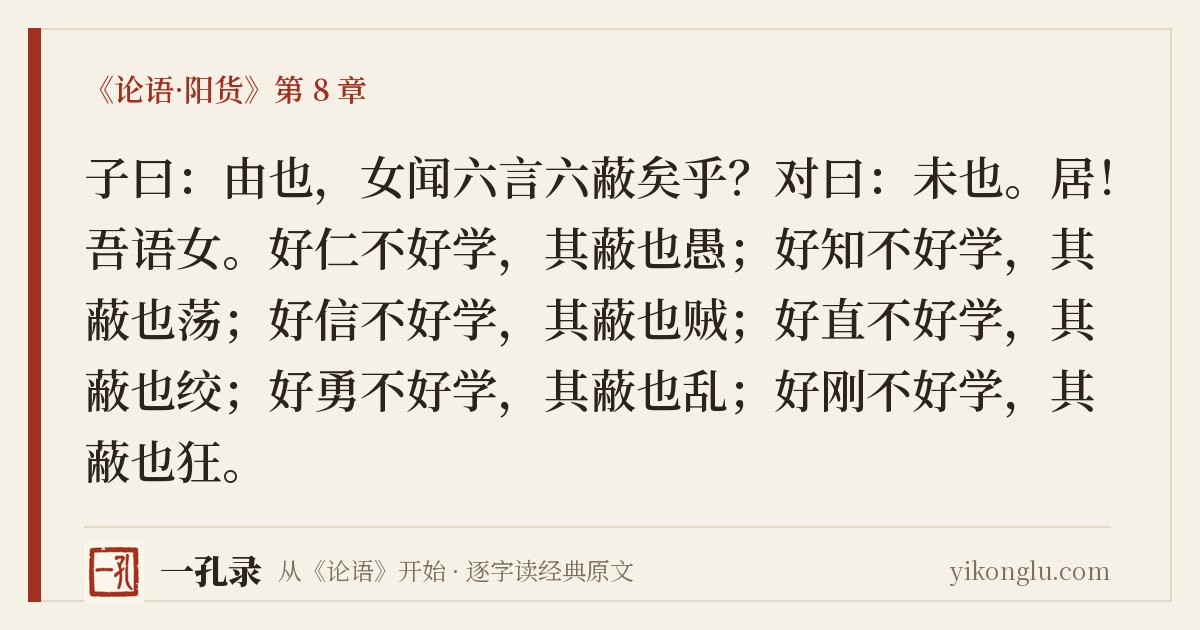 《论语·阳货》第 8 章
子曰：由也，女闻六言六蔽矣乎？对曰：未也。居！
吾语女。好仁不好学，其蔽也愚；好知不好学，其
蔽也荡；好信不好学，其蔽也贼；好直不好学，其
蔽也绞；好勇不好学，其蔽也乱；好刚不好学，其
蔽也狂。
一孔
一孔录 从《论语》开始 · 逐字读经典原文 yikonglu.com